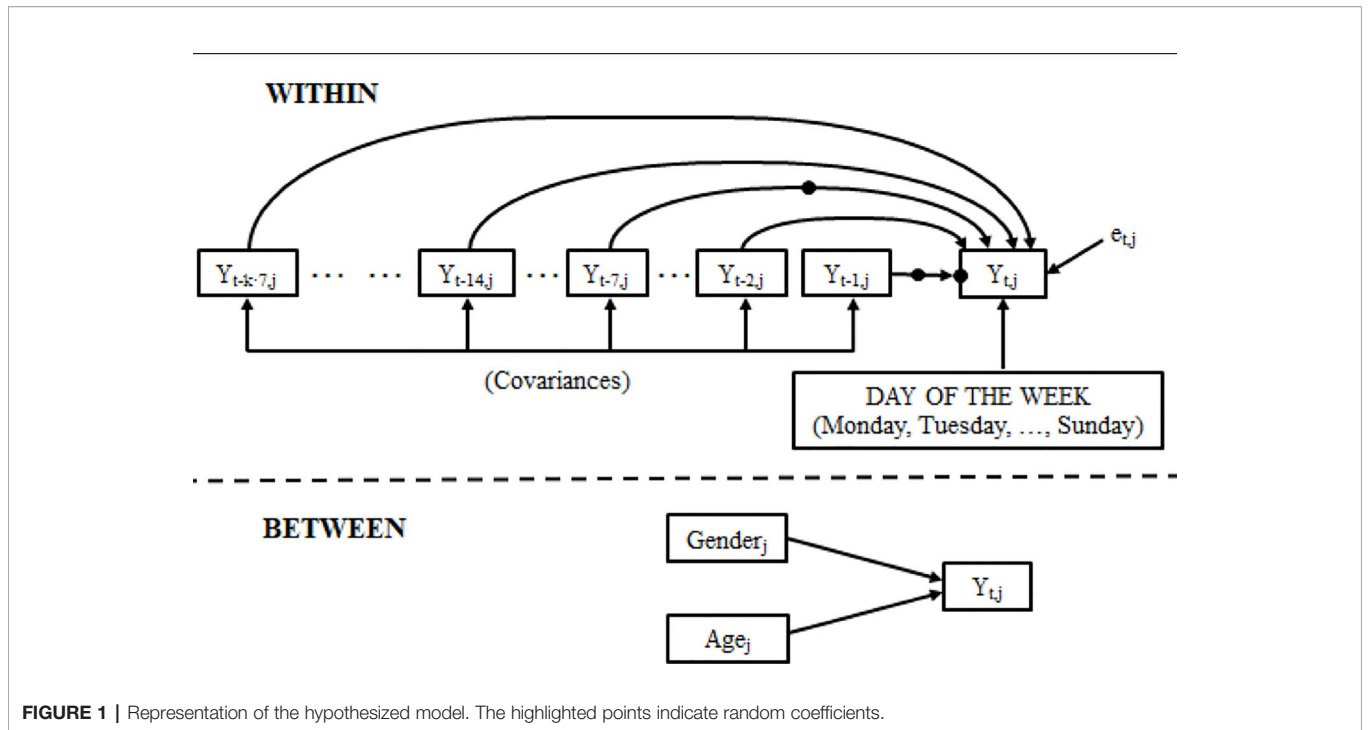 WITHIN
e_{t,j}
Y_{t-k·7,j} ... ... Y_{t-14,j} ... Y_{t-7,j} ... Y_{t-2,j} Y_{t-1,j} Y_{t,j}
(Covariances)
DAY OF THE WEEK
(Monday, Tuesday, ..., Sunday)
BETWEEN
Gender_j
Y_{t,j}
Age_j
FIGURE 1 | Representation of the hypothesized model. The highlighted points indicate random coefficients.